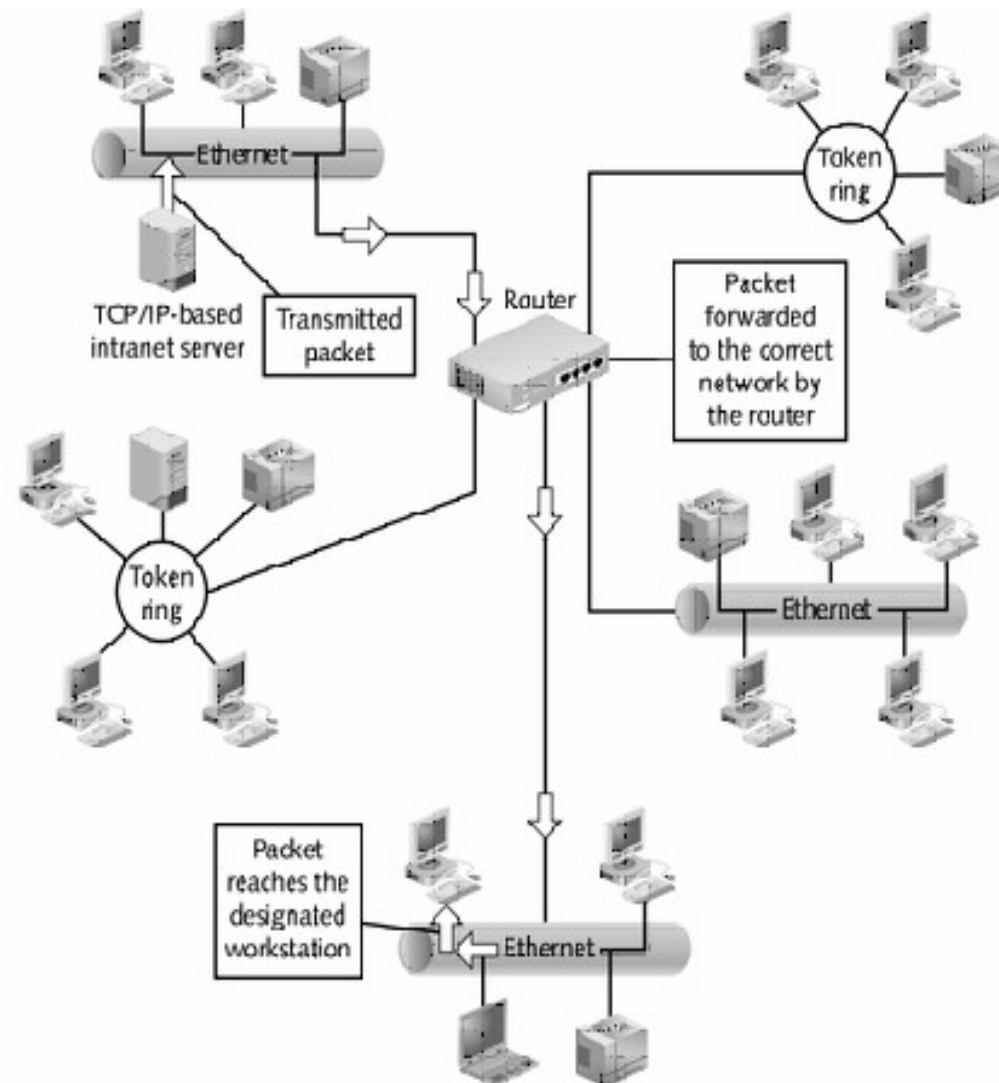 Ethernet
Token
ring
TCP/IP-based
intranet server
Transmitted
packet
Router
Packet
forwarded
to the correct
network by
the router
Token
ring
Ethernet
Packet
reaches the
designated
workstation
Ethernet